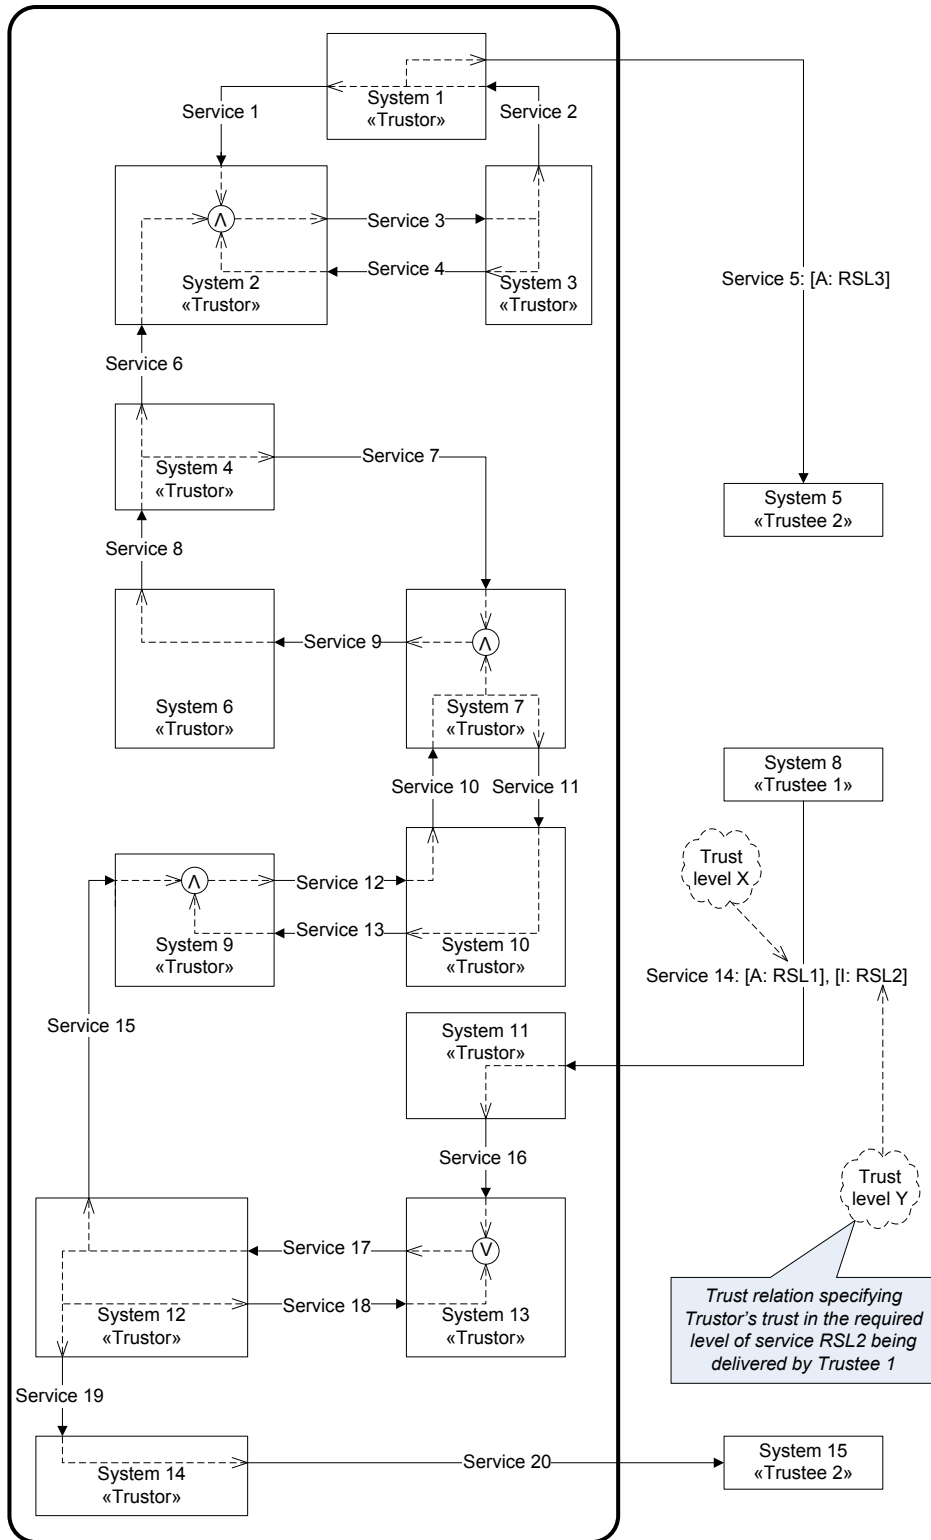 System 1
«Trustor»
Service 1
Service 2
Λ
Service 3
Service 4
System 2
«Trustor»
System 3
«Trustor»
Service 5: [A: RSL3]
Service 6
System 4
«Trustor»
Service 7
System 5
«Trustee 2»
Service 8
Service 9
Λ
System 6
«Trustor»
System 7
«Trustor»
System 8
«Trustee 1»
Service 10
Service 11
Trust
level X
Λ
Service 12
Service 13
System 9
«Trustor»
System 10
«Trustor»
Service 14: [A: RSL1], [I: RSL2]
Service 15
System 11
«Trustor»
Service 16
Trust
level Y
Service 17
V
Service 18
System 12
«Trustor»
System 13
«Trustor»
Trust relation specifying
Trustor’s trust in the required
level of service RSL2 being
delivered by Trustee 1
Service 19
System 14
«Trustor»
Service 20
System 15
«Trustee 2»